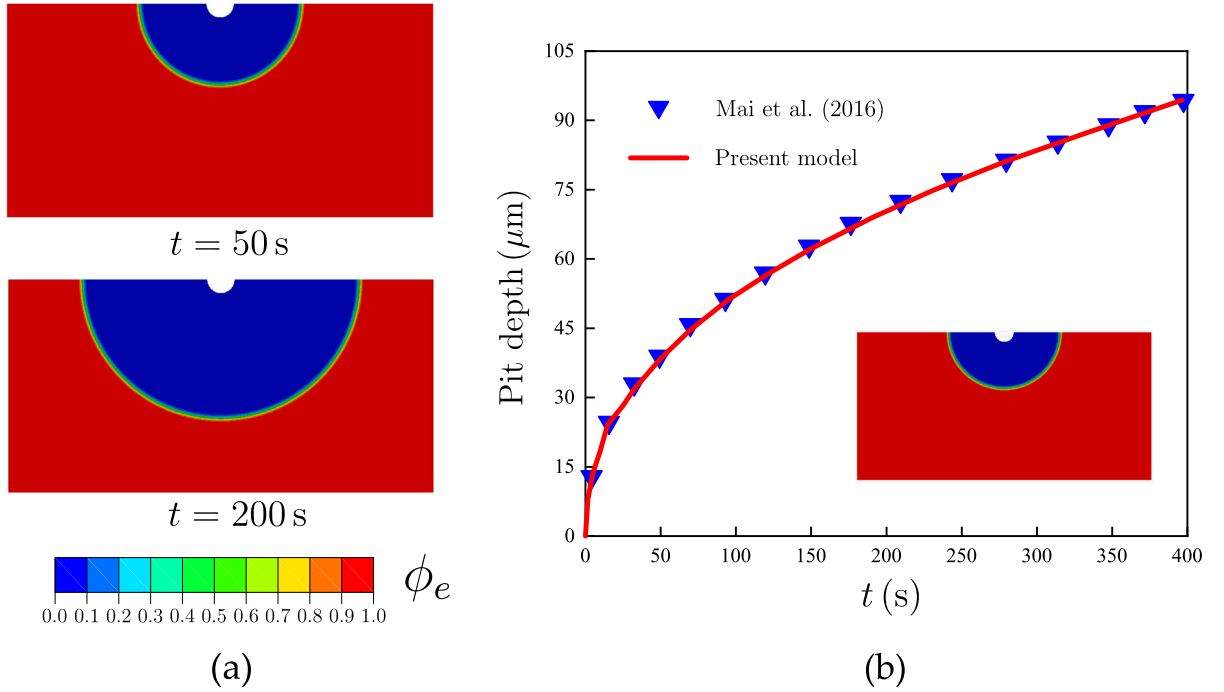 t = 50 s
t = 200 s
0.0 0.1 0.2 0.3 0.4 0.5 0.6 0.7 0.8 0.9 1.0
ϕₑ
(a)
105
90
75
60
45
30
15
0
Pit depth (μm)
Mai et al. (2016)
Present model
0 50 100 150 200 250 300 350 400
t (s)
(b)